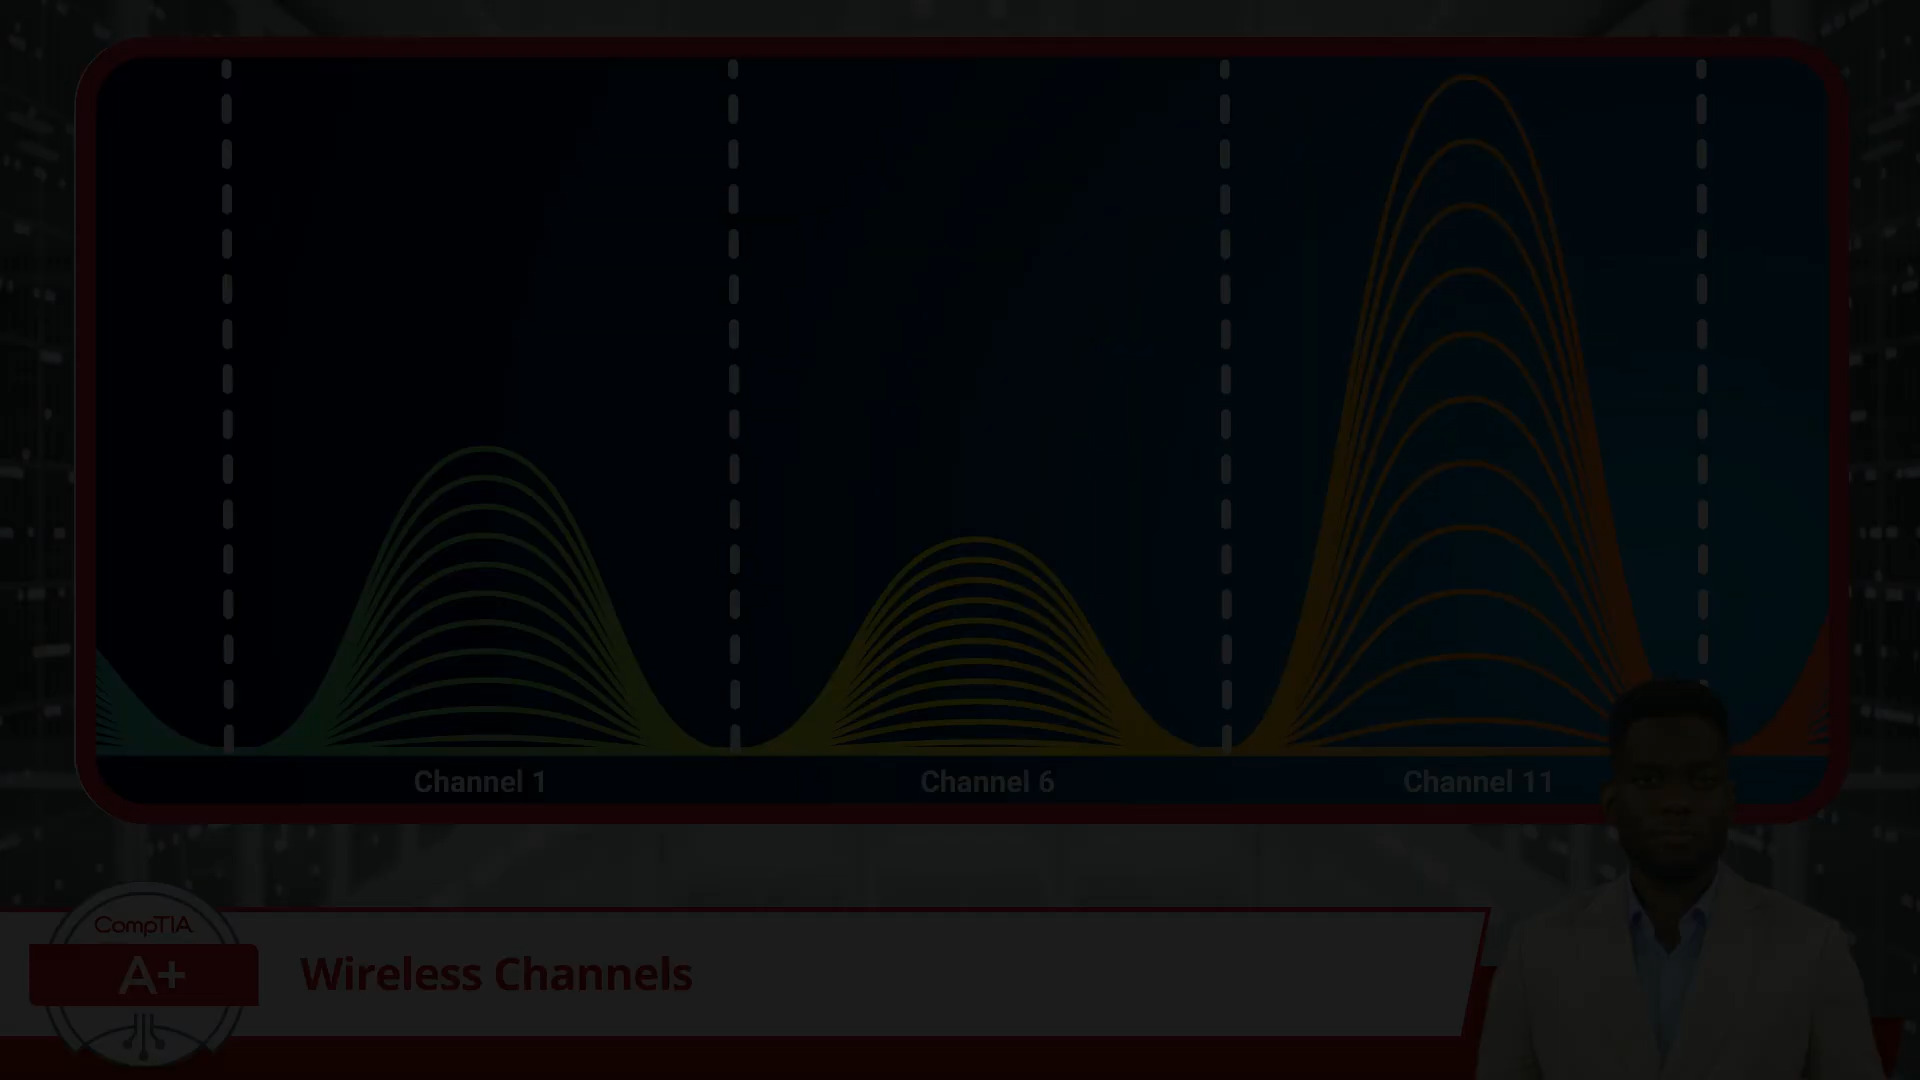 Channel 1
Channel 6
Channel 11
CompTIA
A+
Wireless Channels